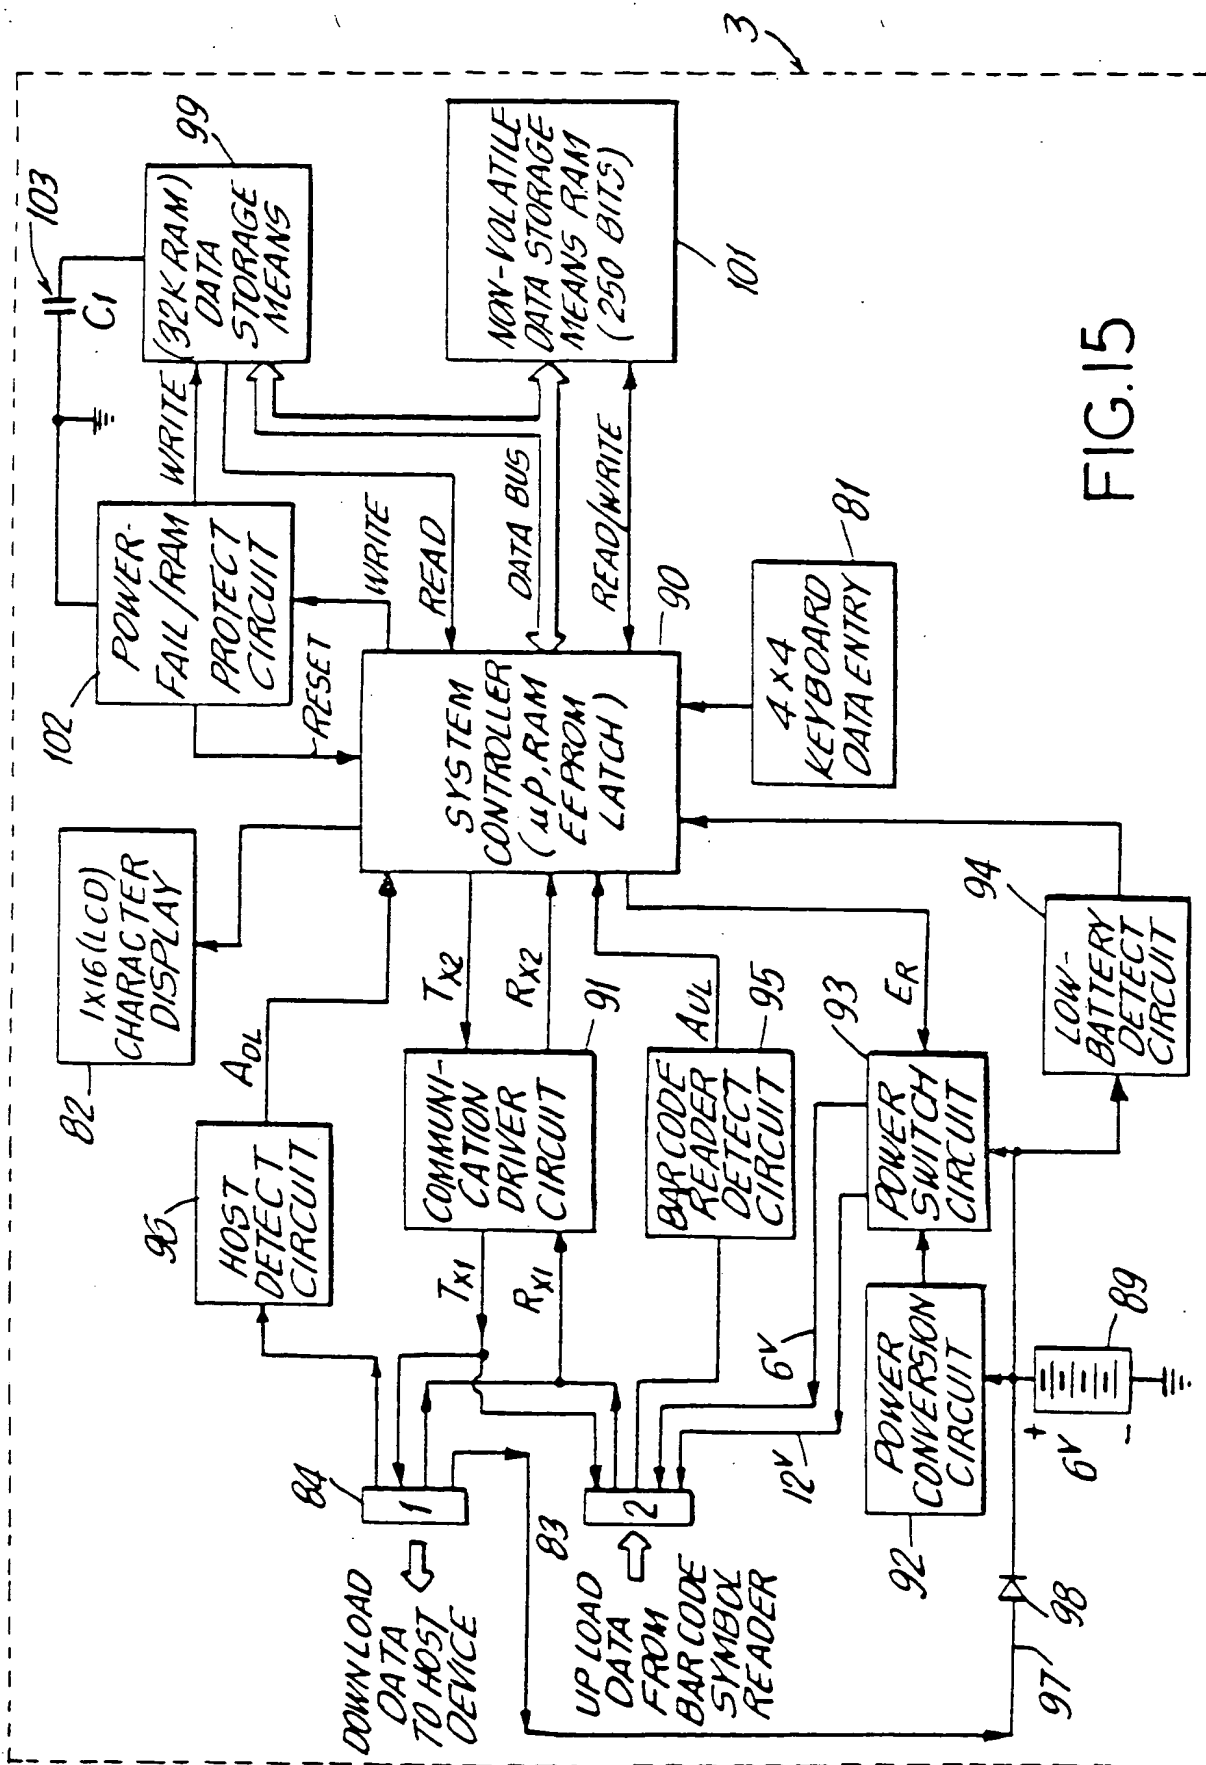 3
103
C1
99
(32K RAM)
DATA
STORAGE
MEANS
NON-VOLATILE
DATA STORAGE
MEANS RAM
(250 BITS)
101
102
POWER-
FAIL/RAM
PROTECT
CIRCUIT
WRITE
RESET
WRITE
READ
DATA BUS
READ/WRITE
82
1X16(LCD)
CHARACTER
DISPLAY
SYSTEM
CONTROLLER
(μP,RAM
EEPROM
LATCH)
90
4X4
KEYBOARD
DATA ENTRY
81
96
HOST
DETECT
CIRCUIT
ADL
COMMUNI-
CATION
DRIVER
CIRCUIT
91
TX2
RX2
TX1
RX1
BAR CODE
READER
DETECT
CIRCUIT
95
AUL
POWER
SWITCH
CIRCUIT
93
ER
LOW-
BATTERY
DETECT
CIRCUIT
94
84
1
DOWN LOAD
DATA
TO HOST
DEVICE
83
2
UP LOAD
DATA
FROM
BAR CODE
SYMBOL
READER
6V
12V
92
POWER
CONVERSION
CIRCUIT
+
6V
-
89
97
98
FIG.15